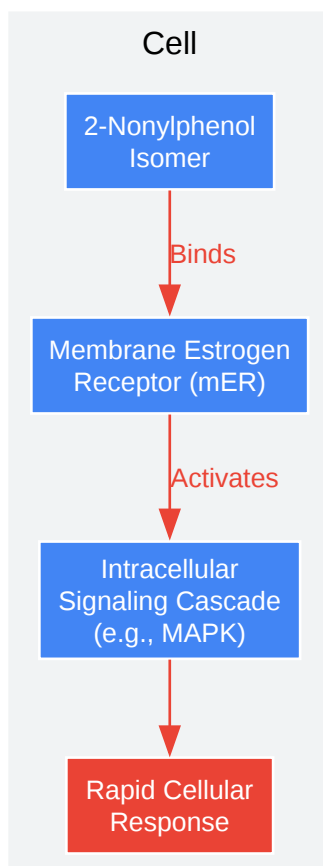 Cell
2-Nonylphenol
Isomer
Binds
Membrane Estrogen
Receptor (mER)
Activates
Intracellular
Signaling Cascade
(e.g., MAPK)
Rapid Cellular
Response